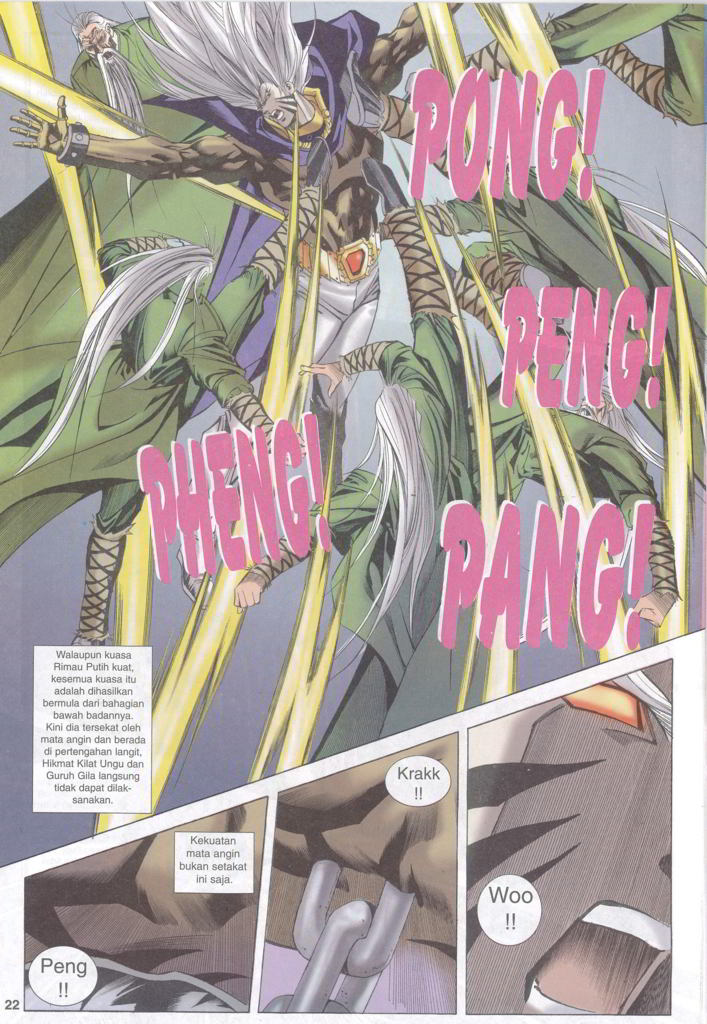 PONG!
PENG!
PHENG!
PANG!
Walaupun kuasa
Rimau Putih kuat,
kesemua kuasa itu
adalah dihasilkan
bermula dari bahagian
bawah badannya.
Kini dia tersekat oleh
mata angin dan berada
di pertengahan langit,
Hikmat Kilat Ungu dan
Guruh Gila langsung
tidak dapat dilak-
sanakan.
Kekuatan
mata angin
bukan setakat
ini saja.
Peng
!!
Krakk
!!
Woo
!!
22